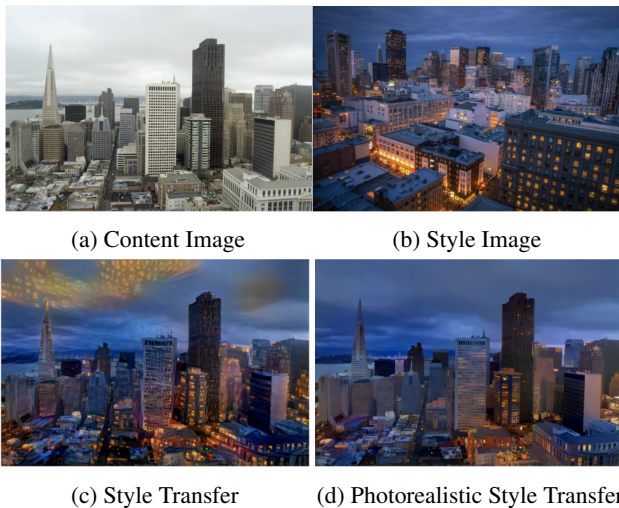 (a) Content Image
(b) Style Image
(c) Style Transfer
(d) Photorealistic Style Transfer